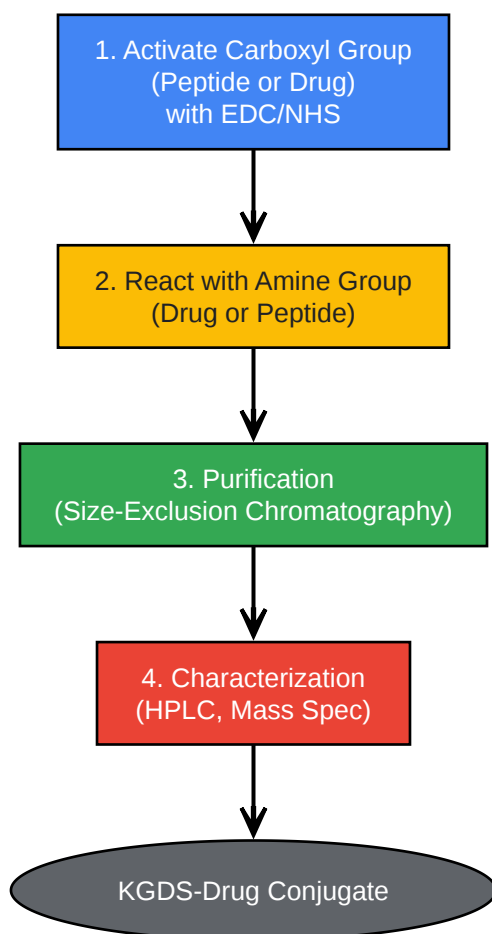 1. Activate Carboxyl Group
(Peptide or Drug)
with EDC/NHS
2. React with Amine Group
(Drug or Peptide)
3. Purification
(Size-Exclusion Chromatography)
4. Characterization
(HPLC, Mass Spec)
KGDS-Drug Conjugate